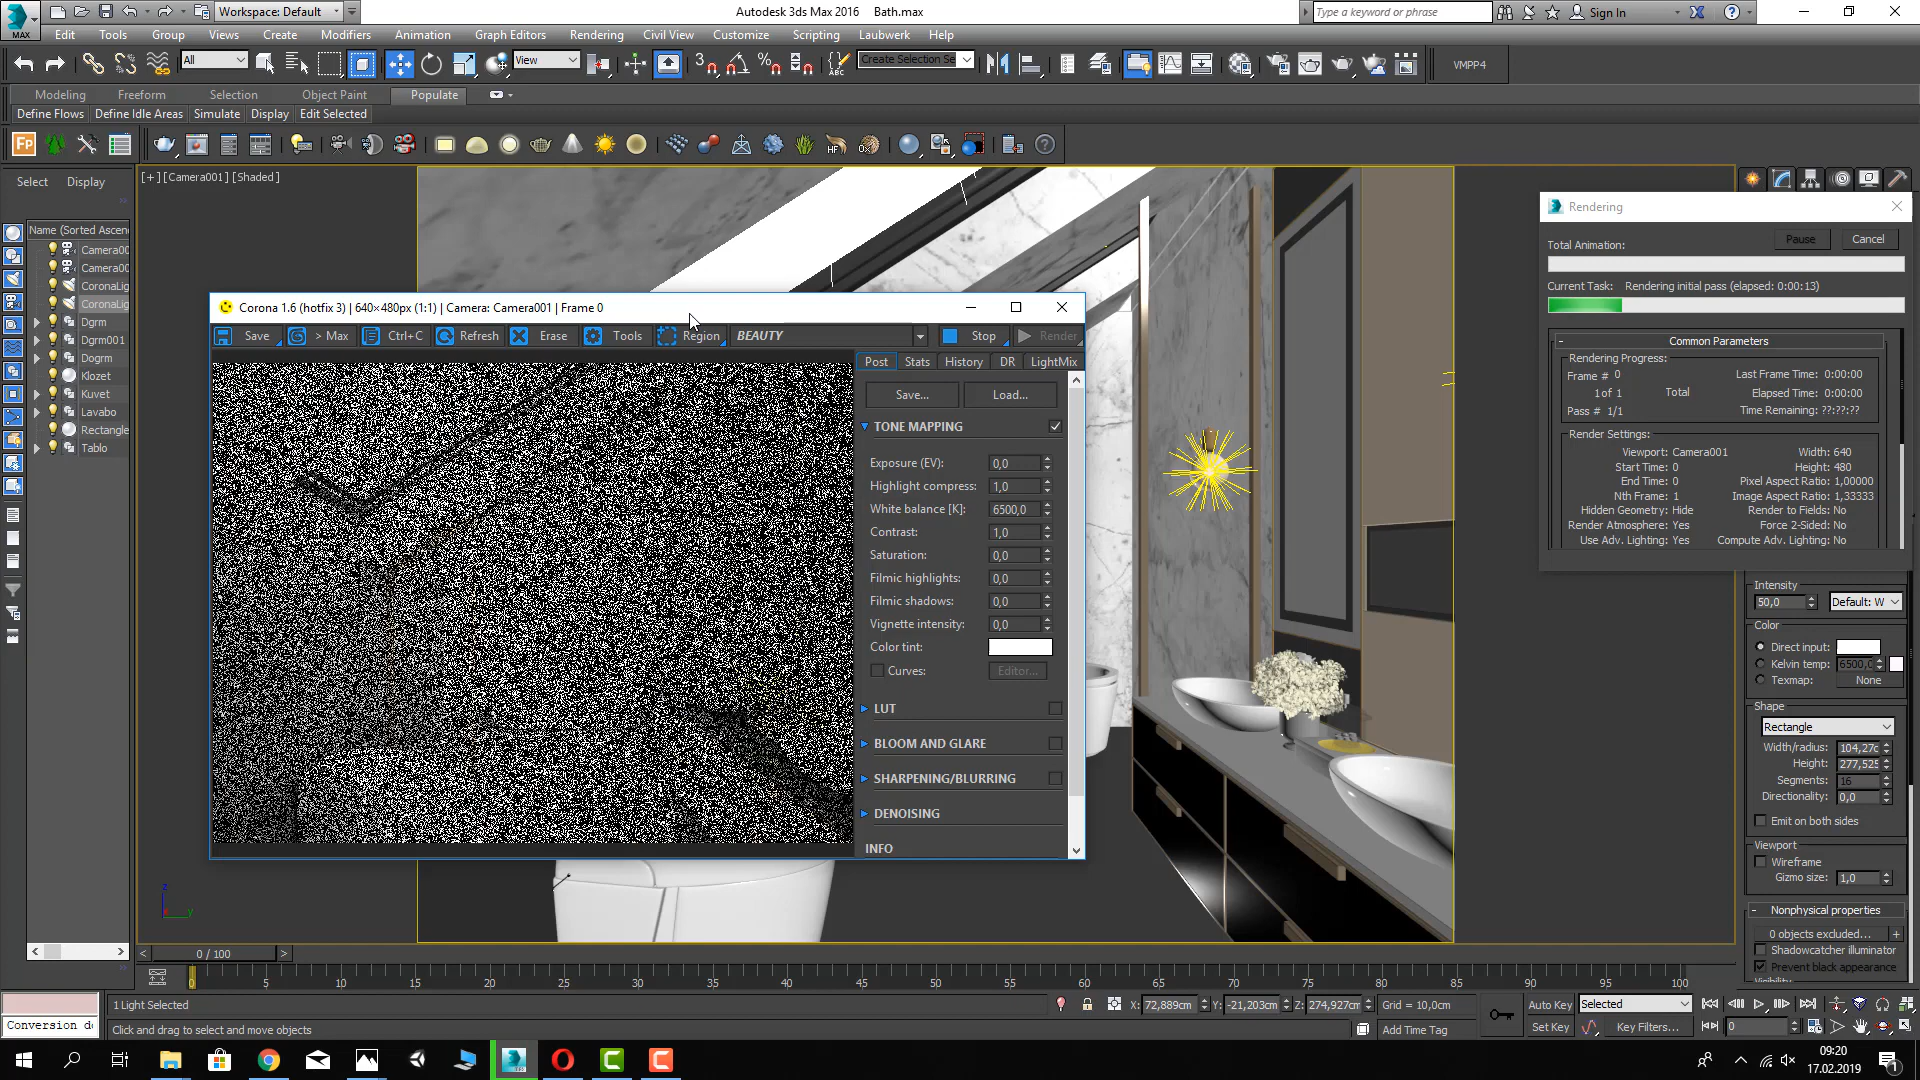 MAX
Workspace: Default
Autodesk 3ds Max 2016
Bath.max
Type a keyword or phrase
Sign In
Edit
Tools
Group
Views
Create
Modifiers
Animation
Graph Editors
Rendering
Civil View
Customize
Scripting
Laubwerk
Help
All
View
Create Selection Se
VMPP4
Modeling
Freeform
Selection
Object Paint
Populate
Define Flows
Define Idle Areas
Simulate
Display
Edit Selected
Select
Display
[+] [Camera001] [Shaded]
Name (Sorted Ascen
Camera00
Camera00
CoronaLig
CoronaLig
Dgrm
Dgrm001
Dogrm
Klozet
Kuvet
Lavabo
Rectangle
Tablo
Corona 1.6 (hotfix 3) | 640×480px (1:1) | Camera: Camera001 | Frame 0
Save
> Max
Ctrl+C
Refresh
Erase
Tools
Region
BEAUTY
Stop
Render
Post
Stats
History
DR
LightMix
Save...
Load...
TONE MAPPING
Exposure (EV): 0,0
Highlight compress: 1,0
White balance [K]: 6500,0
Contrast: 1,0
Saturation: 0,0
Filmic highlights: 0,0
Filmic shadows: 0,0
Vignette intensity: 0,0
Color tint:
Curves: Editor...
LUT
BLOOM AND GLARE
SHARPENING/BLURRING
DENOISING
INFO
Rendering
Total Animation:
Pause
Cancel
Current Task: Rendering initial pass (elapsed: 0:00:13)
Common Parameters
Rendering Progress:
Frame # 0
Last Frame Time: 0:00:00
1 of 1 Total
Elapsed Time: 0:00:00
Pass # 1/1
Time Remaining: ??:??:??
Render Settings:
Viewport: Camera001
Width: 640
Start Time: 0
Height: 480
End Time: 0
Pixel Aspect Ratio: 1,00000
Nth Frame: 1
Image Aspect Ratio: 1,33333
Hidden Geometry: Hide
Render to Fields: No
Render Atmosphere: Yes
Force 2-Sided: No
Use Adv. Lighting: Yes
Compute Adv. Lighting: No
Intensity
50,0
Default: W
Color
Direct input:
Kelvin temp: 6500,0
Texmap: None
Shape
Rectangle
Width/radius: 104,27c
Height: 277,525
Segments: 16
Directionality: 0,0
Emit on both sides
Viewport
Wireframe
Gizmo size: 1,0
Nonphysical properties
0 objects excluded...
+
Shadowcatcher illuminator
Prevent black appearance
0 / 100
0
5
10
15
20
25
30
35
40
45
50
55
60
65
70
75
80
85
90
95
100
1 Light Selected
X: 72,889cm
Y: -21,203cm
Z: 274,927cm
Grid = 10,0cm
Auto Key
Selected
Conversion d
Click and drag to select and move objects
Add Time Tag
Set Key
Key Filters...
0
09:20
17.02.2019